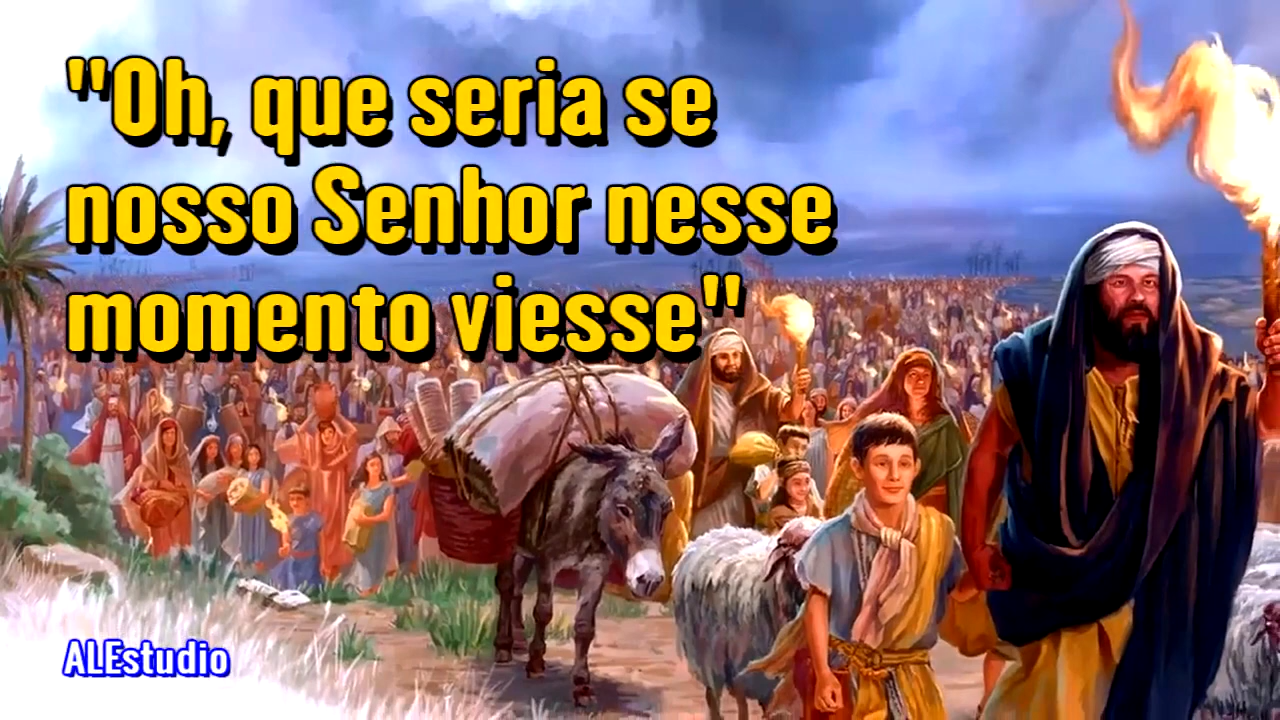 "Oh, que seria se
nosso Senhor nesse
momento viesse"
ALEstudio